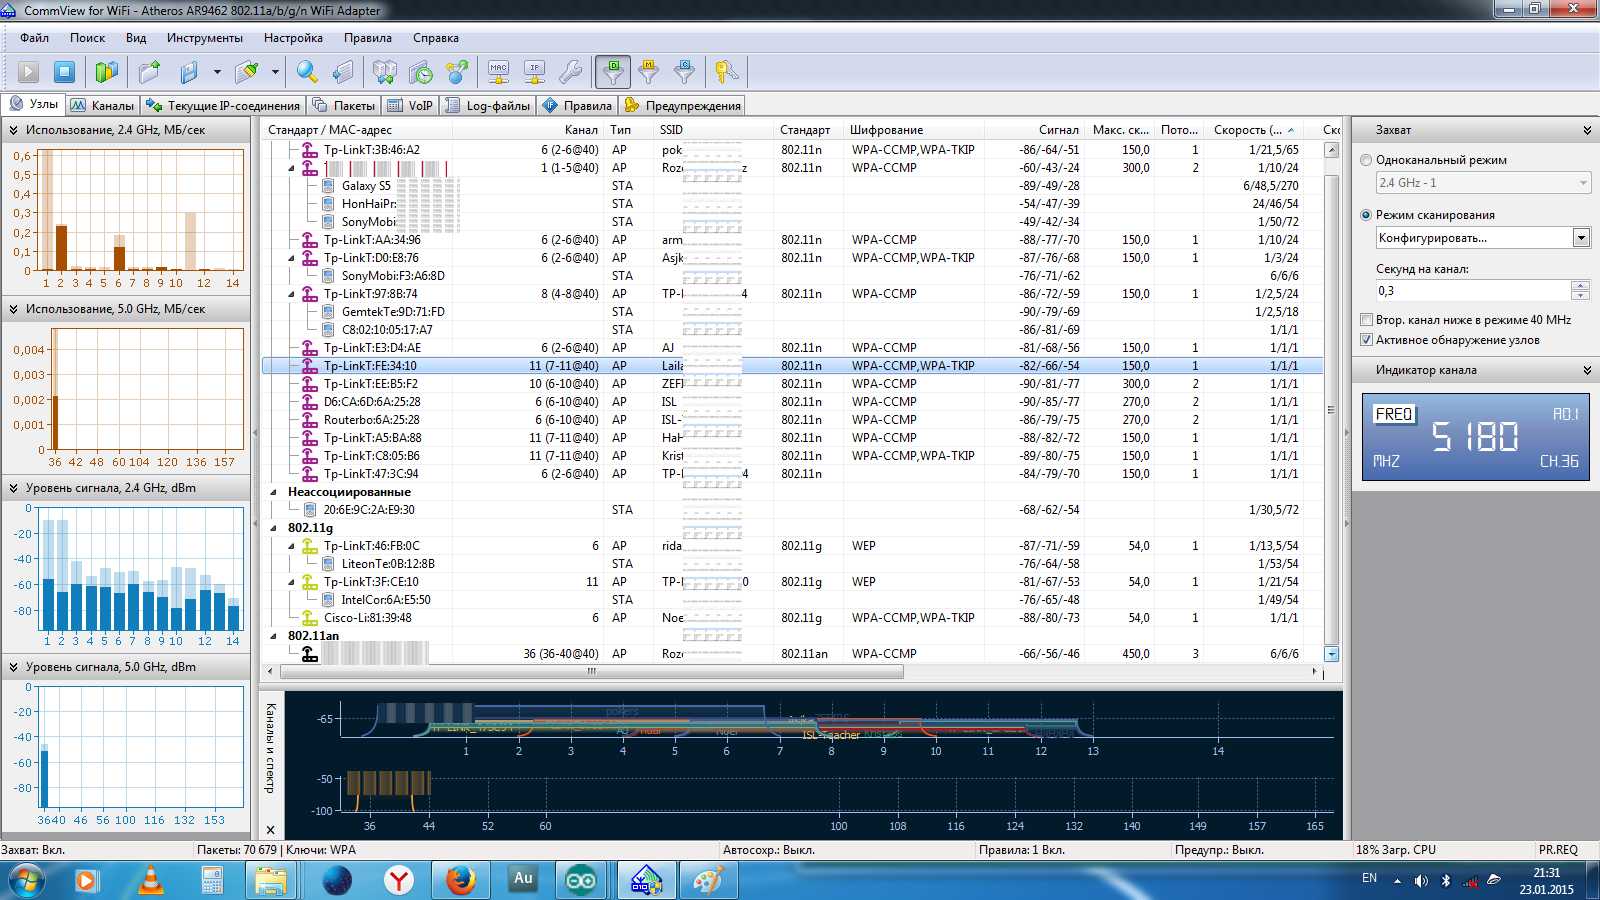 CommView for WiFi - Atheros AR9462 802.11a/b/g/n WiFi Adapter
Файл Поиск Вид Инструменты Настройка Правила Справка
Узлы Каналы Текущие IP-соединения Пакеты VoIP Log-файлы Правила Предупреждения
Использование, 2.4 GHz, МБ/сек
0,6
0,5
0,4
0,3
0,2
0,1
0
1 2 3 4 5 6 7 8 9 10 12 14
Использование, 5.0 GHz, МБ/сек
0,004
0,003
0,002
0,001
0
36 42 48 60 104 120 136 157
Уровень сигнала, 2.4 GHz, dBm
0
-20
-40
-60
-80
1 2 3 4 5 6 7 8 9 10 12 14
Уровень сигнала, 5.0 GHz, dBm
0
-20
-40
-60
-80
3640 46 56 100 116 132 153
Стандарт / MAC-адрес Канал Тип SSID Стандарт Шифрование Сигнал Макс. ск... Пото... Скорость (... Ско
Tp-LinkT:3B:46:A2 6 (2-6@40) AP pok 802.11n WPA-CCMP,WPA-TKIP -86/-64/-51 150,0 1 1/21,5/65
1 (1-5@40) AP Roz z 802.11n WPA-CCMP -60/-43/-24 300,0 2 1/10/24
Galaxy S5 STA -89/-49/-28 6/48,5/270
HonHaiPr: STA -54/-47/-39 24/46/54
SonyMobi: STA -49/-42/-34 1/50/72
Tp-LinkT:AA:34:96 6 (2-6@40) AP arm 802.11n WPA-CCMP -88/-77/-70 150,0 1 1/10/24
Tp-LinkT:D0:E8:76 6 (2-6@40) AP Asjk 802.11n WPA-CCMP,WPA-TKIP -87/-76/-68 150,0 1 1/3/24
SonyMobi:F3:A6:8D STA -76/-71/-62 6/6/6
Tp-LinkT:97:8B:74 8 (4-8@40) AP TP-L 4 802.11n WPA-CCMP -86/-72/-59 150,0 1 1/2,5/24
GemtekTe:9D:71:FD STA -90/-79/-69 1/2,5/18
C8:02:10:05:17:A7 STA -86/-81/-69 1/1/1
Tp-LinkT:E3:D4:AE 6 (2-6@40) AP AJ 802.11n WPA-CCMP -81/-68/-56 150,0 1 1/1/1
Tp-LinkT:FE:34:10 11 (7-11@40) AP Laila 802.11n WPA-CCMP,WPA-TKIP -82/-66/-54 150,0 1 1/1/1
Tp-LinkT:EE:B5:F2 10 (6-10@40) AP ZEF 802.11n WPA-CCMP -90/-81/-77 300,0 2 1/1/1
D6:CA:6D:6A:25:28 6 (6-10@40) AP ISL 802.11n WPA-CCMP -90/-85/-77 270,0 2 1/1/1
Routerbo:6A:25:28 6 (6-10@40) AP ISL- 802.11n WPA-CCMP -86/-79/-75 270,0 2 1/1/1
Tp-LinkT:A5:BA:88 11 (7-11@40) AP HaH 802.11n WPA-CCMP -88/-82/-72 150,0 1 1/1/1
Tp-LinkT:C8:05:B6 11 (7-11@40) AP Krist 802.11n WPA-CCMP,WPA-TKIP -89/-80/-75 150,0 1 1/1/1
Tp-LinkT:47:3C:94 6 (2-6@40) AP TP-L 4 802.11n -84/-79/-70 150,0 1 1/1/1
Неассоциированные
20:6E:9C:2A:E9:30 STA -68/-62/-54 1/30,5/72
802.11g
Tp-LinkT:46:FB:0C 6 AP rida 802.11g WEP -87/-71/-59 54,0 1 1/13,5/54
LiteonTe:0B:12:8B STA -76/-64/-58 1/53/54
Tp-LinkT:3F:CE:10 11 AP TP-L 0 802.11g WEP -81/-67/-53 54,0 1 1/21/54
IntelCor:6A:E5:50 STA -76/-65/-48 1/49/54
Cisco-Li:81:39:48 6 AP Noe 802.11g WPA-CCMP,WPA-TKIP -88/-80/-73 54,0 1 1/1/1
802.11an
36 (36-40@40) AP Roz 802.11an WPA-CCMP -66/-56/-46 450,0 3 6/6/6
Каналы и спектр
-65
pokers
ISL-Teacher
1 2 3 4 5 6 7 8 9 10 11 12 13 14
-50
-100
36 44 52 60 100 108 116 124 132 140 149 157 165
Захват
Одноканальный режим
2.4 GHz - 1
Режим сканирования
Конфигурировать...
Секунд на канал:
0,3
Втор. канал ниже в режиме 40 MHz
Активное обнаружение узлов
Индикатор канала
FREQ
5180
MHZ CH.36
Захват: Вкл. Пакеты: 70 679 | Ключи: WPA Автосохр.: Выкл. Правила: 1 Вкл. Предупр.: Выкл. 18% Загр. CPU PR.REQ
Au
EN
21:31
23.01.2015